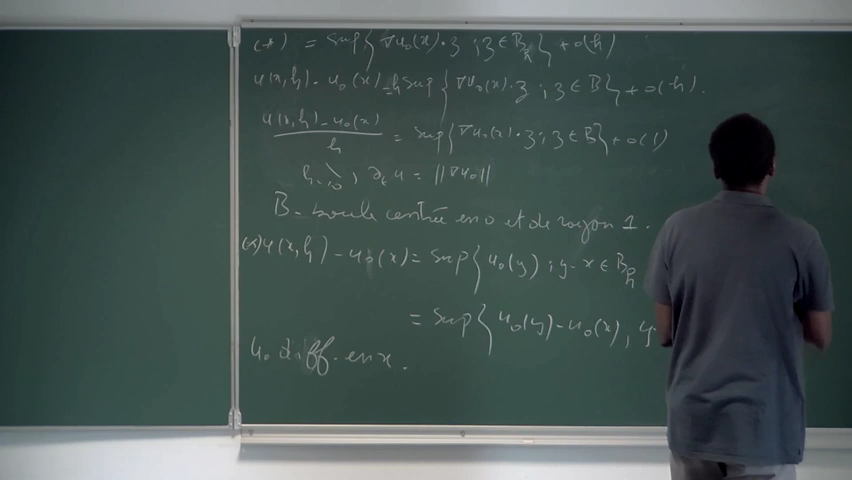 (*) = sup{ ∇u₀(x)·z ; z ∈ B_h } + o(h)
u(x,h) - u₀(x) = h sup{ ∇u₀(x)·z ; z ∈ B } + o(h).
\frac{u(x,h) - u₀(x)}{h} = sup{ ∇u₀(x)·z ; z ∈ B } + o(1)
h ↘ 0, ∂ₜu = ||∇u₀||
B - boule centrée en 0 et de rayon 1.
(*) u(x,h) - u₀(x) = sup{ u₀(y) ; y - x ∈ B_h
= sup{ u₀(y) - u₀(x), y
u₀ diff. en x.